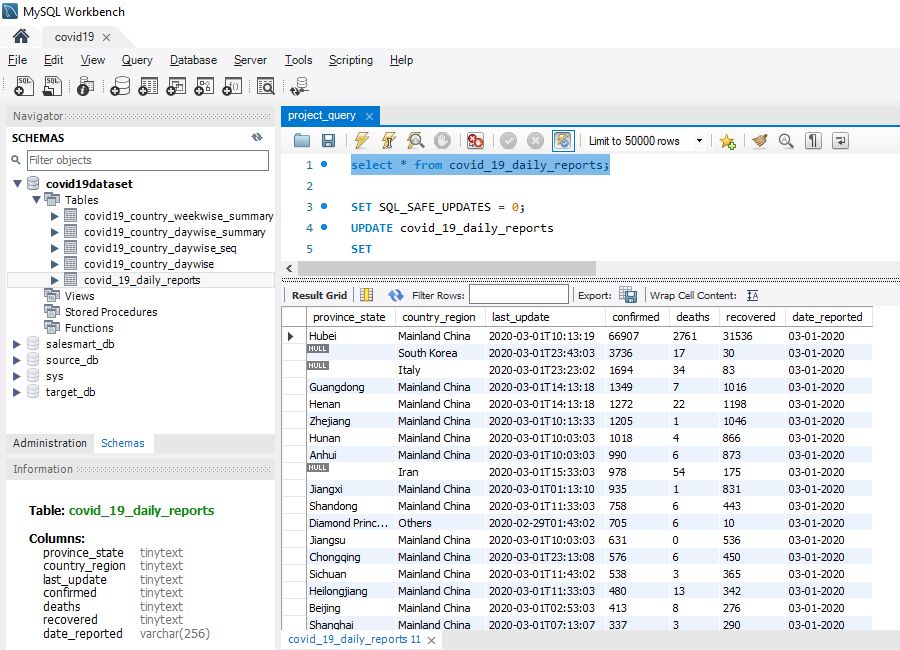 MySQL Workbench
covid19
File Edit View Query Database Server Tools Scripting Help
Navigator
SCHEMAS
Filter objects
covid19dataset
Tables
covid19_country_weekwise_summary
covid19_country_daywise_summary
covid19_country_daywise_seq
covid19_country_daywise
covid_19_daily_reports
Views
Stored Procedures
Functions
salesmart_db
source_db
sys
target_db
Administration Schemas
Information
Table: covid_19_daily_reports
Columns:
province_state tinytext
country_region tinytext
last_update tinytext
confirmed tinytext
deaths tinytext
recovered tinytext
date_reported varchar(256)
project_query
Limit to 50000 rows
1 select * from covid_19_daily_reports;
2
3 SET SQL_SAFE_UPDATES = 0;
4 UPDATE covid_19_daily_reports
5 SET
Result Grid Filter Rows: Export: Wrap Cell Content:
province_state country_region last_update confirmed deaths recovered date_reported
Hubei Mainland China 2020-03-01T10:13:19 66907 2761 31536 03-01-2020
NULL South Korea 2020-03-01T23:43:03 3736 17 30 03-01-2020
NULL Italy 2020-03-01T23:23:02 1694 34 83 03-01-2020
Guangdong Mainland China 2020-03-01T14:13:18 1349 7 1016 03-01-2020
Henan Mainland China 2020-03-01T14:13:18 1272 22 1198 03-01-2020
Zhejiang Mainland China 2020-03-01T10:13:33 1205 1 1046 03-01-2020
Hunan Mainland China 2020-03-01T10:03:03 1018 4 866 03-01-2020
Anhui Mainland China 2020-03-01T10:03:03 990 6 873 03-01-2020
NULL Iran 2020-03-01T15:33:03 978 54 175 03-01-2020
Jiangxi Mainland China 2020-03-01T01:13:10 935 1 831 03-01-2020
Shandong Mainland China 2020-03-01T11:33:03 758 6 443 03-01-2020
Diamond Princ... Others 2020-02-29T01:43:02 705 6 10 03-01-2020
Jiangsu Mainland China 2020-03-01T10:03:03 631 0 536 03-01-2020
Chongqing Mainland China 2020-03-01T23:13:08 576 6 450 03-01-2020
Sichuan Mainland China 2020-03-01T11:43:02 538 3 365 03-01-2020
Heilongjiang Mainland China 2020-03-01T11:33:03 480 13 342 03-01-2020
Beijing Mainland China 2020-03-01T02:53:03 413 8 276 03-01-2020
Shanghai Mainland China 2020-03-01T07:13:07 337 3 290 03-01-2020
covid_19_daily_reports 11